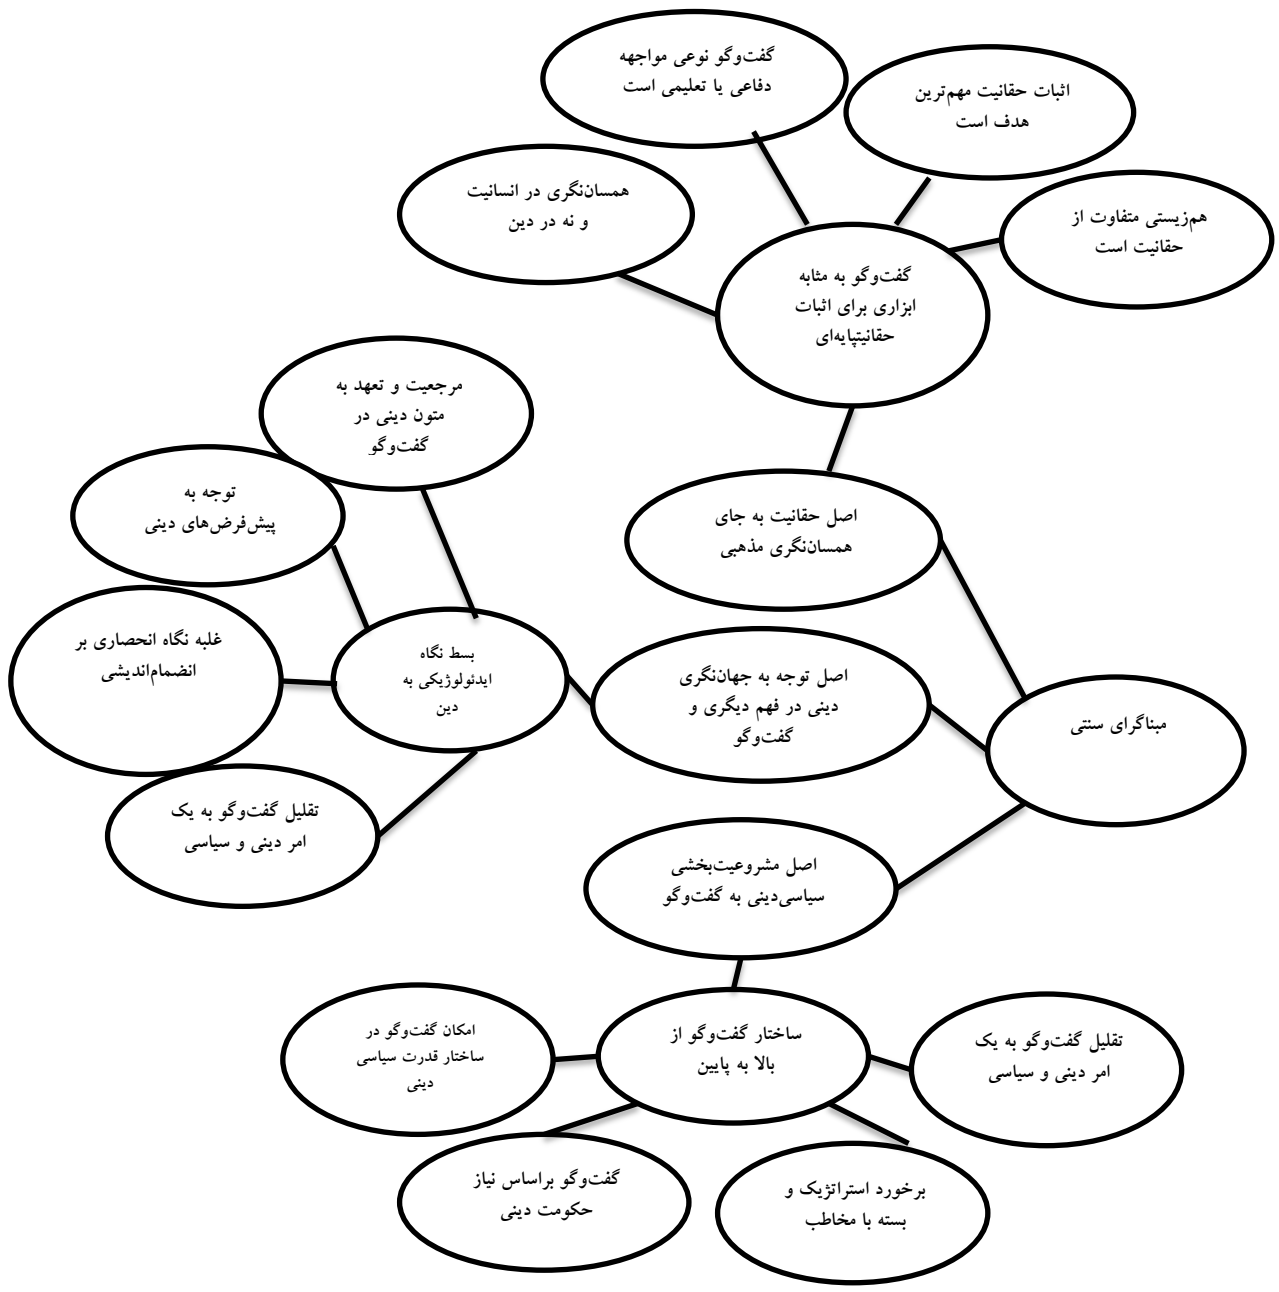 گفت‌وگو نوعی مواجهه
دفاعی یا تعلیمی است
اثبات حقانیت مهم‌ترین
هدف است
همسان‌نگری در انسانیت
و نه در دین
هم‌زیستی متفاوت از
حقانیت است
گفت‌وگو به مثابه
ابزاری برای اثبات
حقانیتپایه‌ای
مرجعیت و تعهد به
متون دینی در
گفت‌وگو
توجه به
پیش‌فرض‌های دینی
اصل حقانیت به جای
همسان‌نگری مذهبی
غلبه نگاه انحصاری بر
انضمام‌اندیشی
بسط نگاه
ایدئولوژیکی به
دین
اصل توجه به جهان‌نگری
دینی در فهم دیگری و
گفت‌وگو
مبناگرای سنتی
تقلیل گفت‌وگو به یک
امر دینی و سیاسی
اصل مشروعیت‌بخشی
سیاسی‌دینی به گفت‌وگو
امکان گفت‌وگو در
ساختار قدرت سیاسی
دینی
ساختار گفت‌وگو از
بالا به پایین
تقلیل گفت‌وگو به یک
امر دینی و سیاسی
گفت‌وگو براساس نیاز
حکومت دینی
برخورد استراتژیک و
بسته با مخاطب